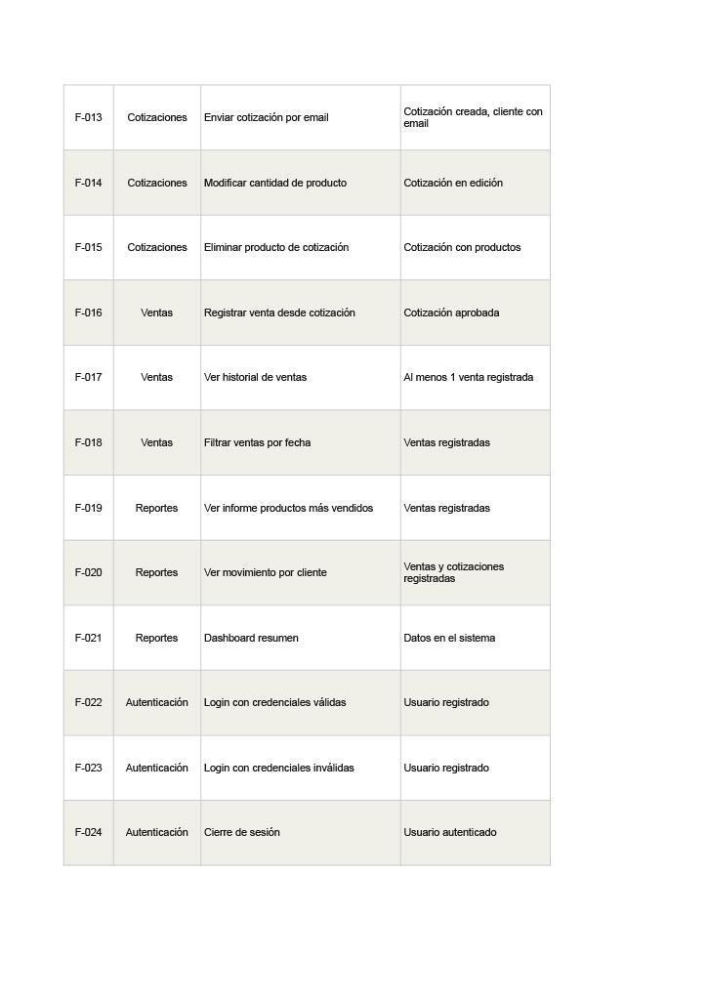 F-013 Cotizaciones Enviar cotización por email Cotización creada, cliente con
email
F-014 Cotizaciones Modificar cantidad de producto Cotización en edición
F-015 Cotizaciones Eliminar producto de cotización Cotización con productos
F-016 Ventas Registrar venta desde cotización Cotización aprobada
F-017 Ventas Ver historial de ventas Al menos 1 venta registrada
F-018 Ventas Filtrar ventas por fecha Ventas registradas
F-019 Reportes Ver informe productos más vendidos Ventas registradas
F-020 Reportes Ver movimiento por cliente Ventas y cotizaciones
registradas
F-021 Reportes Dashboard resumen Datos en el sistema
F-022 Autenticación Login con credenciales válidas Usuario registrado
F-023 Autenticación Login con credenciales inválidas Usuario registrado
F-024 Autenticación Cierre de sesión Usuario autenticado